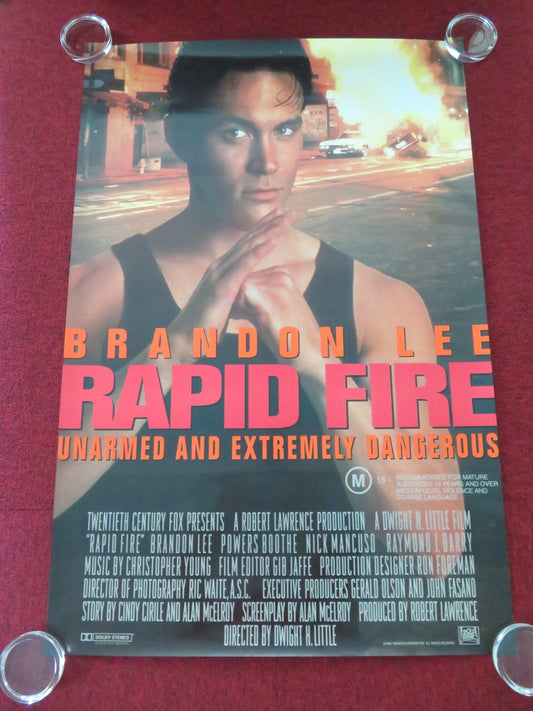 BRANDON LEE
RAPID FIRE
UNARMED AND EXTREMELY DANGEROUS
M 15+ RECOMMENDED FOR MATURE
AUDIENCES 15 YEARS AND OVER
MEDIUM LEVEL VIOLENCE AND
COARSE LANGUAGE
TWENTIETH CENTURY FOX PRESENTS A ROBERT LAWRENCE PRODUCTION A DWIGHT H. LITTLE FILM
"RAPID FIRE" BRANDON LEE POWERS BOOTHE NICK MANCUSO RAYMOND J. BARRY
MUSIC BY CHRISTOPHER YOUNG FILM EDITOR GIB JAFFE PRODUCTION DESIGNER RON FOREMAN
DIRECTOR OF PHOTOGRAPHY RIC WAITE, A.S.C. EXECUTIVE PRODUCERS GERALD OLSON AND JOHN FASANO
STORY BY CINDY CIRILE AND ALAN McELROY SCREENPLAY BY ALAN McELROY PRODUCED BY ROBERT LAWRENCE
DIRECTED BY DWIGHT H. LITTLE
DOLBY STEREO